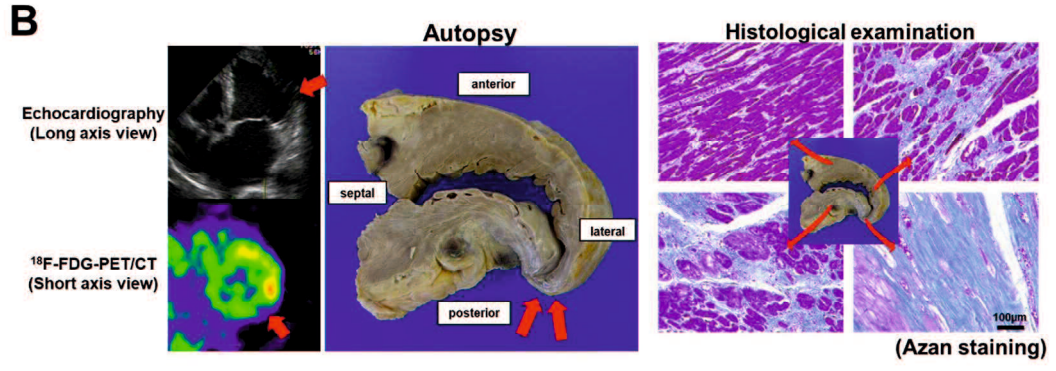 B
Autopsy
Histological examination
Echocardiography
(Long axis view)
anterior
septal
lateral
18F-FDG-PET/CT
(Short axis view)
posterior
100μm
(Azan staining)